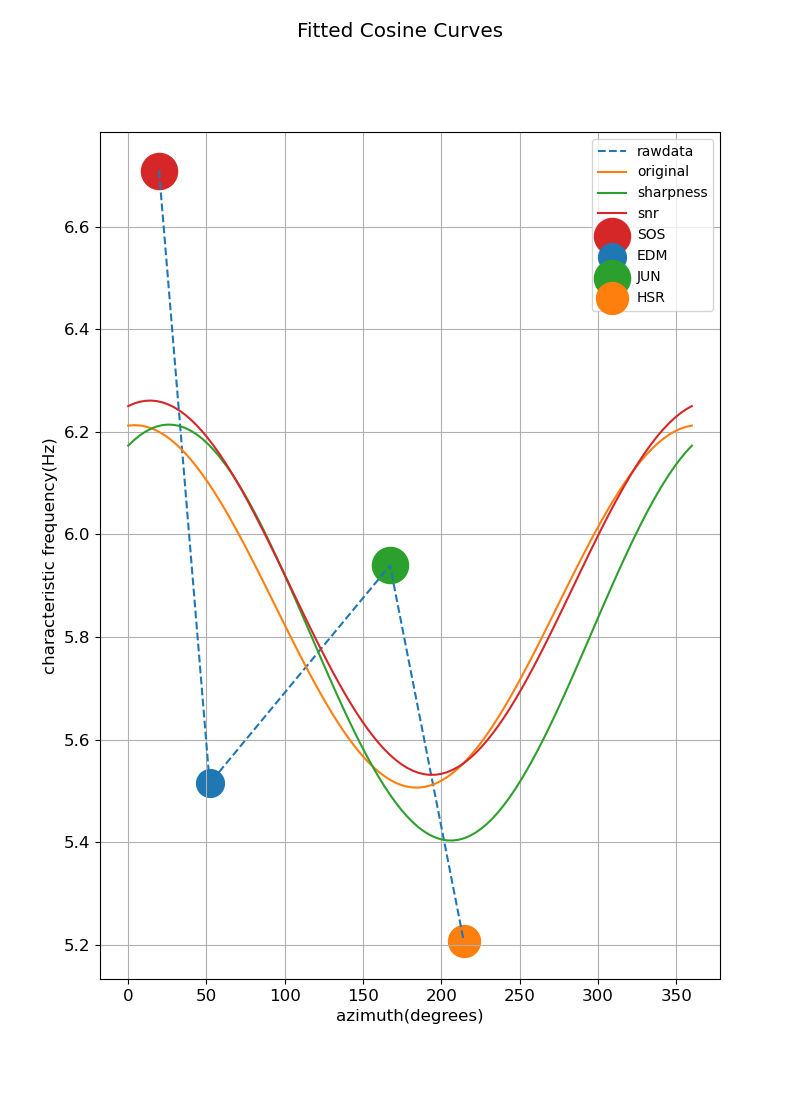 Fitted Cosine Curves
rawdata
original
sharpness
snr
SOS
EDM
JUN
HSR
characteristic frequency(Hz)
6.6
6.4
6.2
6.0
5.8
5.6
5.4
5.2
0 50 100 150 200 250 300 350
azimuth(degrees)